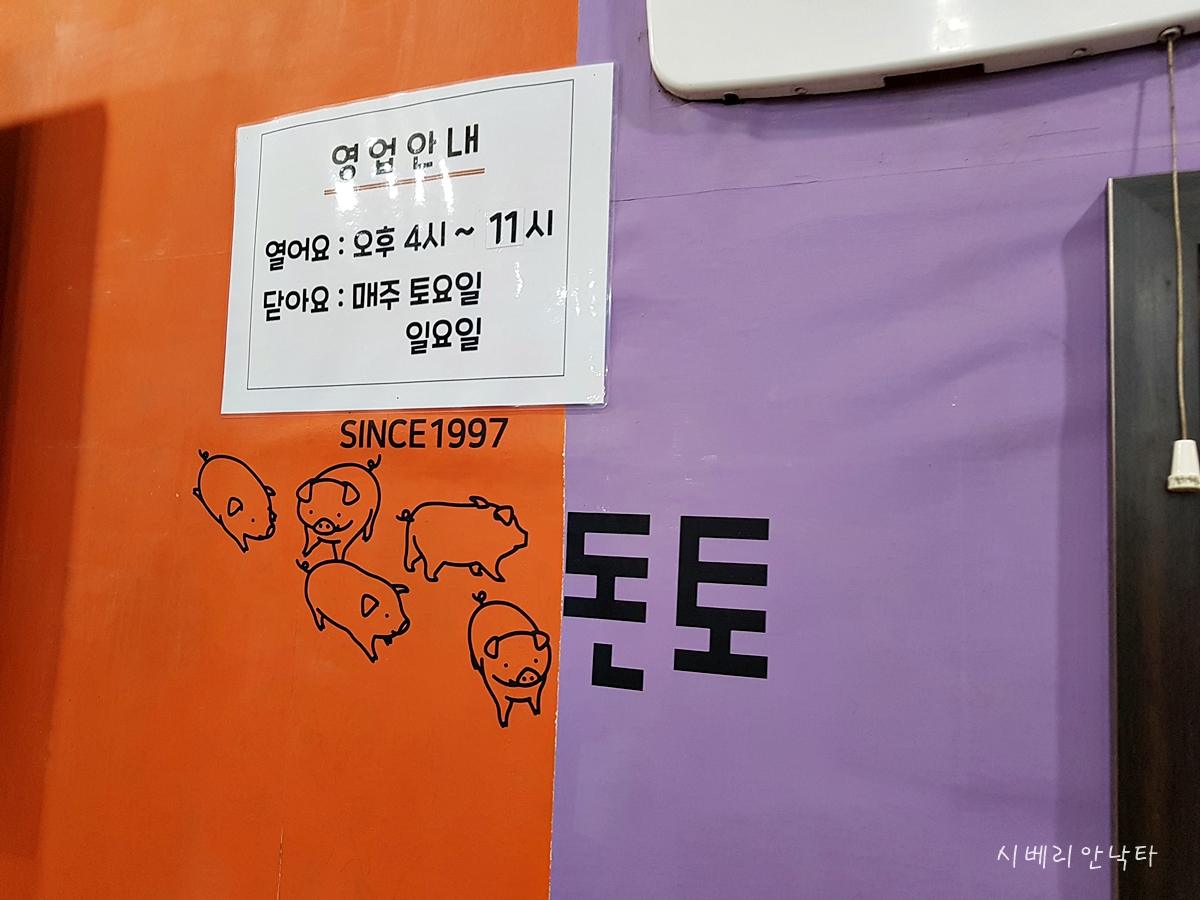 영업안내
열어요 : 오후 4시 ~ 11시
닫아요 : 매주 토요일
일요일
SINCE1997
돈토
시베리안낙타